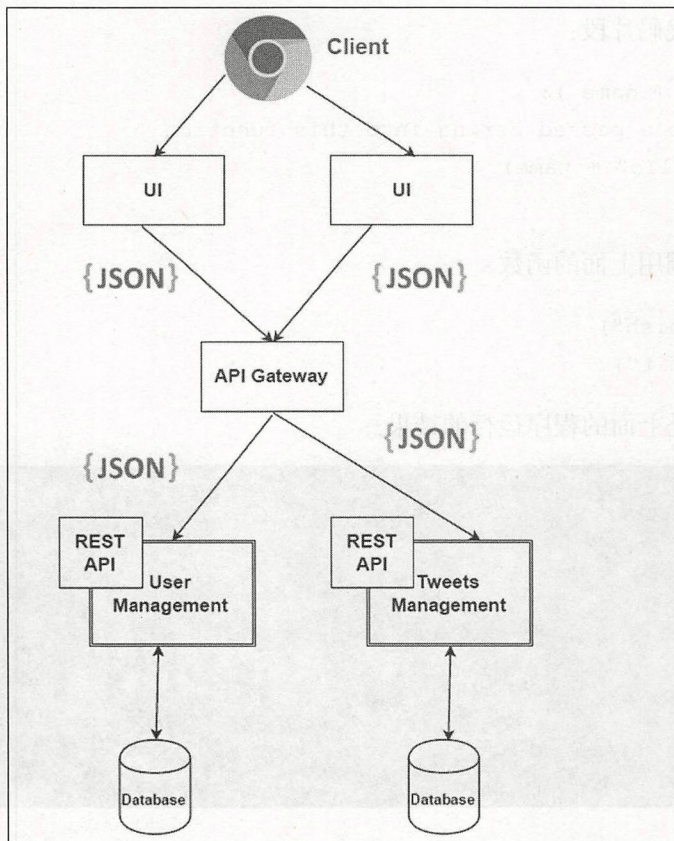 Client
UI
UI
{JSON}
{JSON}
API Gateway
{JSON}
{JSON}
REST
API
User
Management
REST
API
Tweets
Management
Database
Database